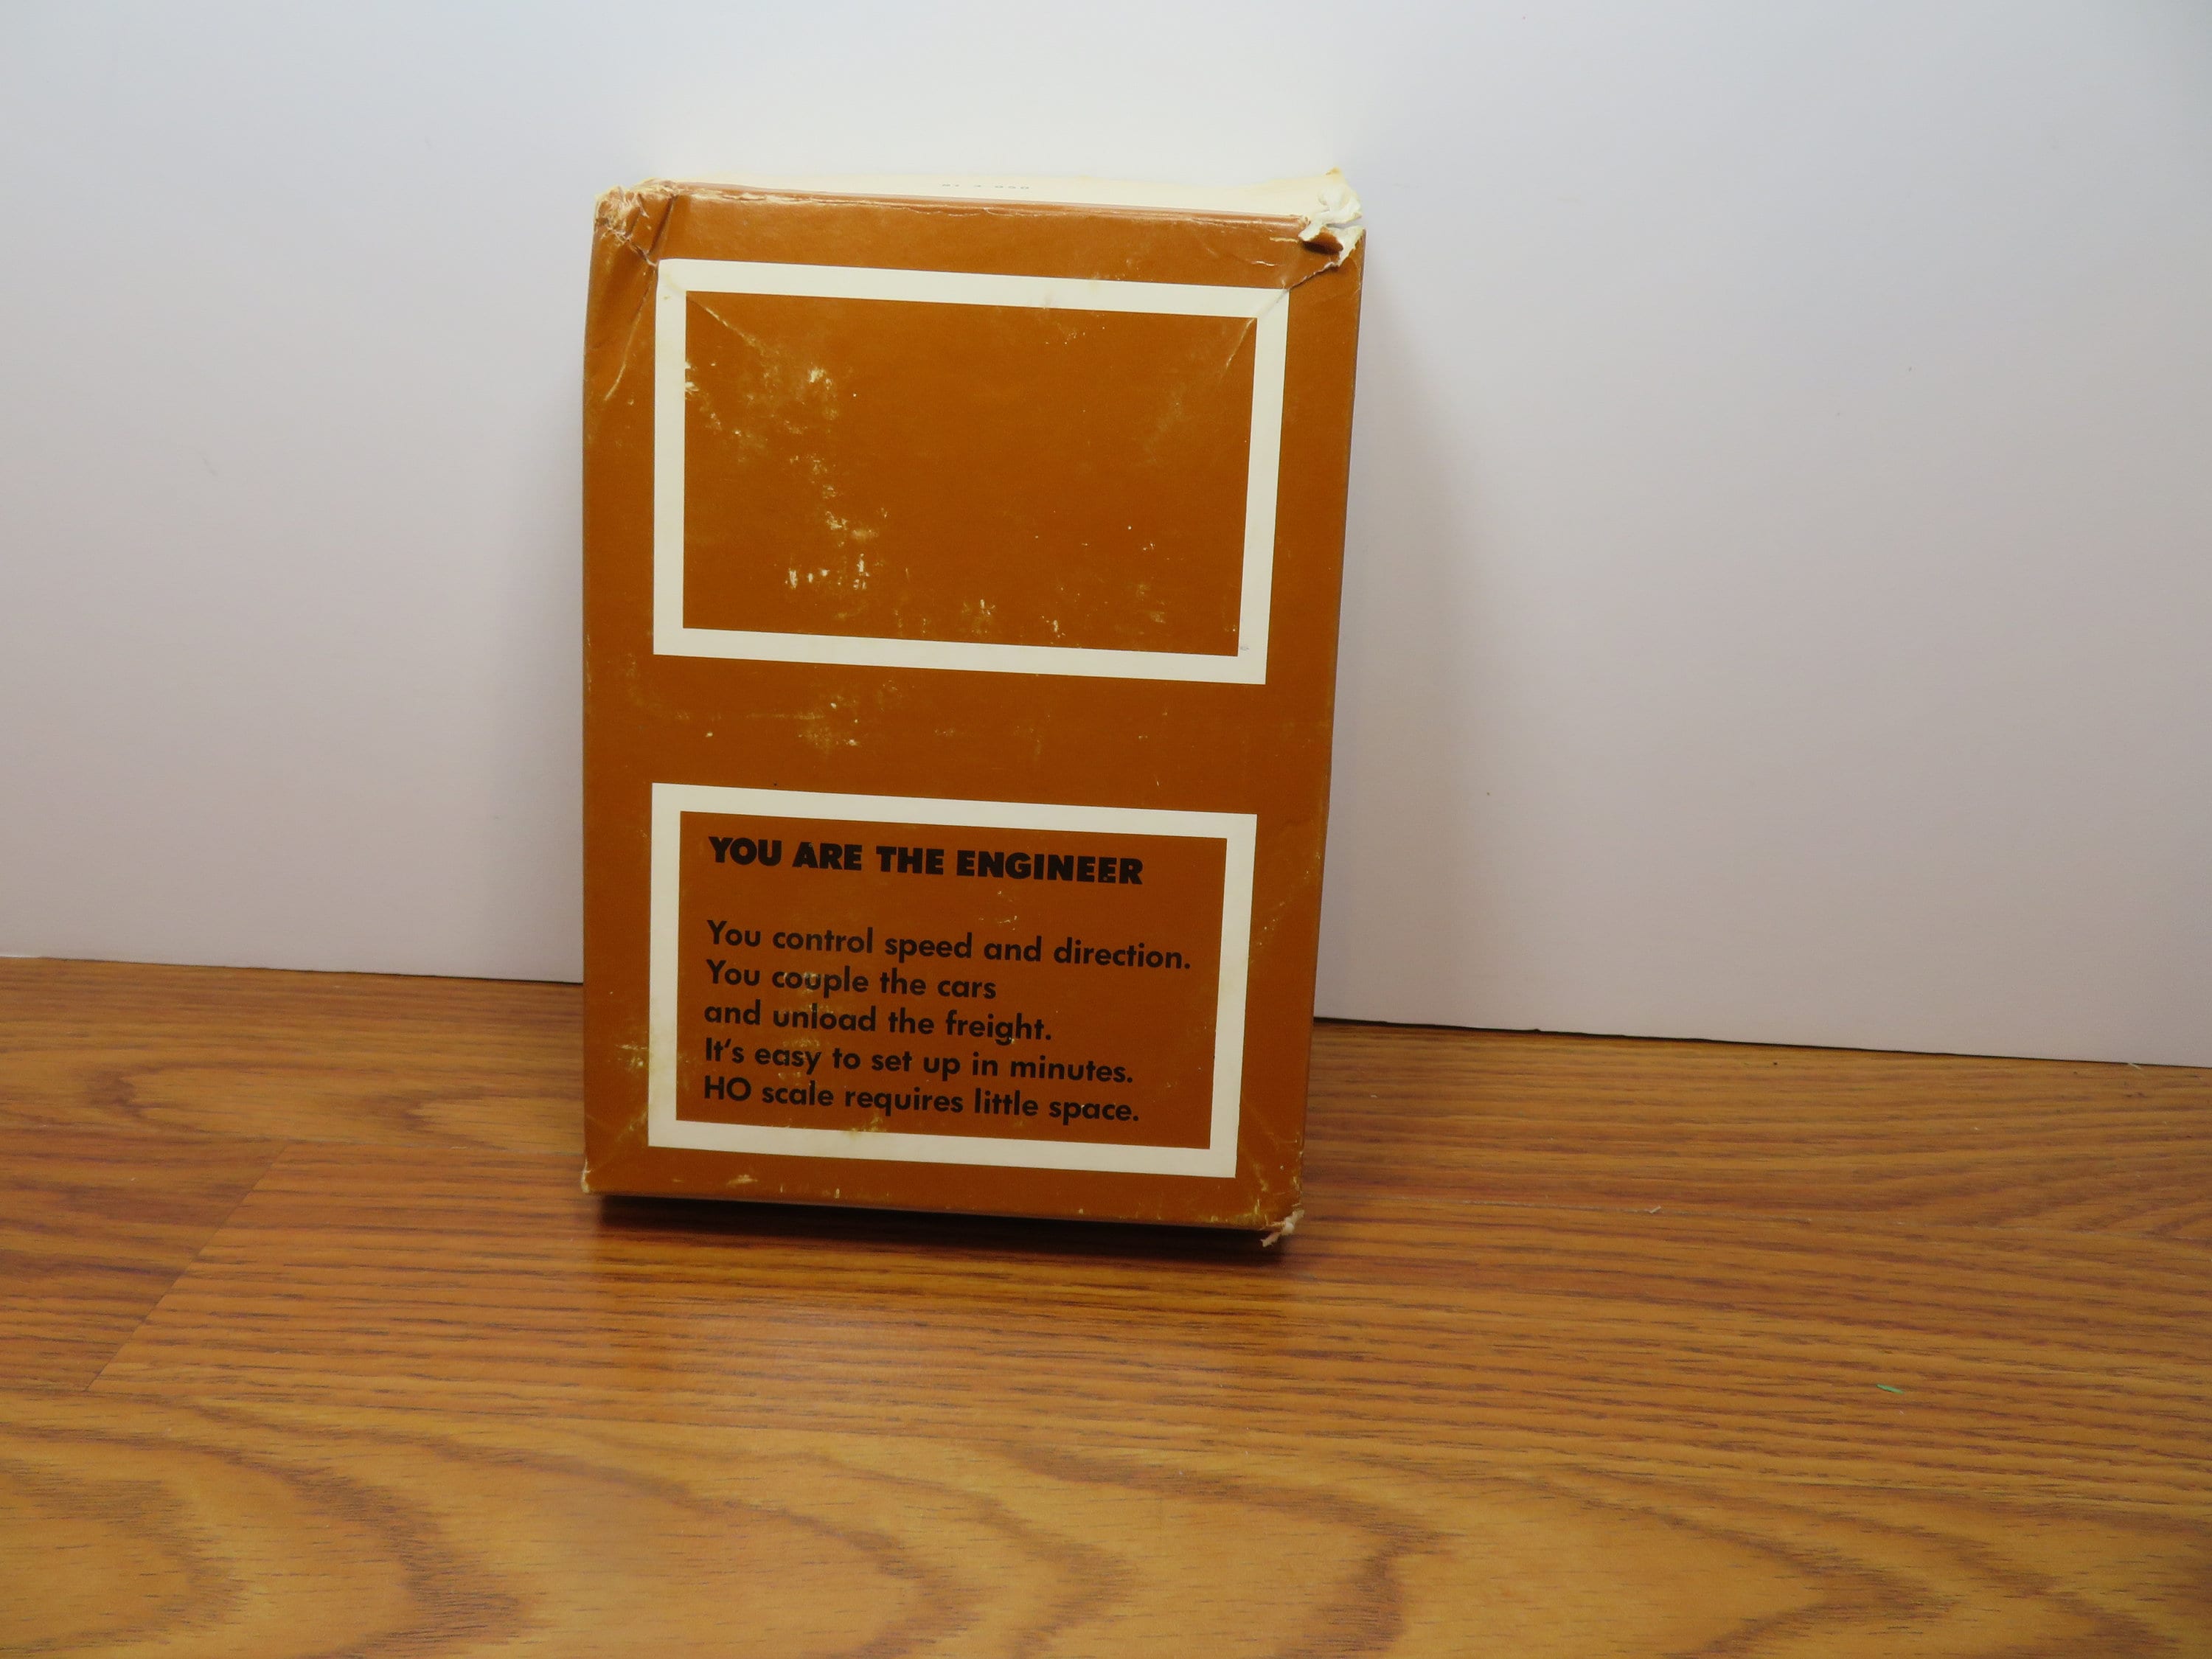 YOU ARE THE ENGINEER
You control speed and direction.
You couple the cars
and unload the freight.
It's easy to set up in minutes.
HO scale requires little space.